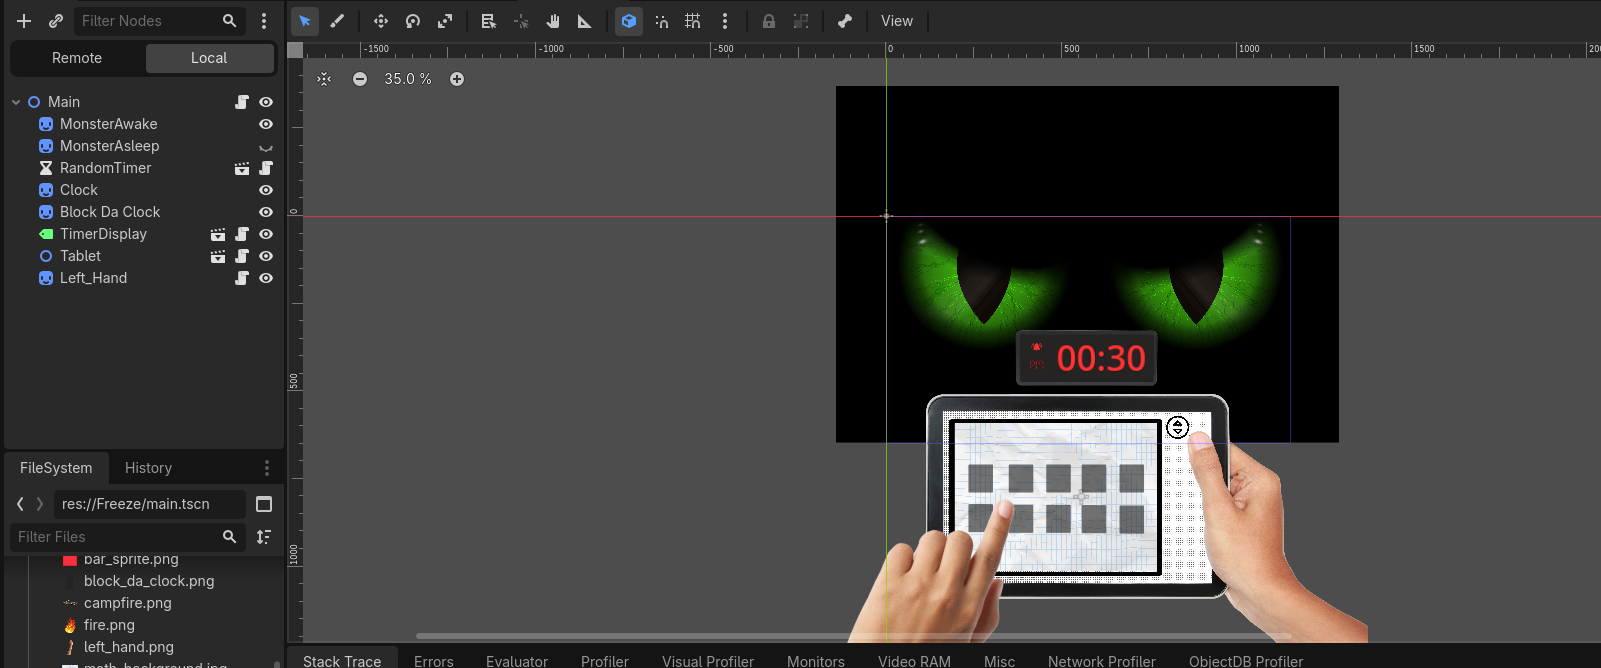 Filter Nodes
View
Remote
Local
-1500
-1000
-500
0
500
1000
1500
35.0 %
Main
MonsterAwake
MonsterAsleep
RandomTimer
Clock
Block Da Clock
TimerDisplay
Tablet
Left_Hand
0
500
1000
00:30
FileSystem
History
res://Freeze/main.tscn
Filter Files
bar_sprite.png
block_da_clock.png
campfire.png
fire.png
left_hand.png
Stack Trace
Errors
Evaluator
Profiler
Visual Profiler
Monitors
Video RAM
Misc
Network Profiler
ObjectDB Profiler